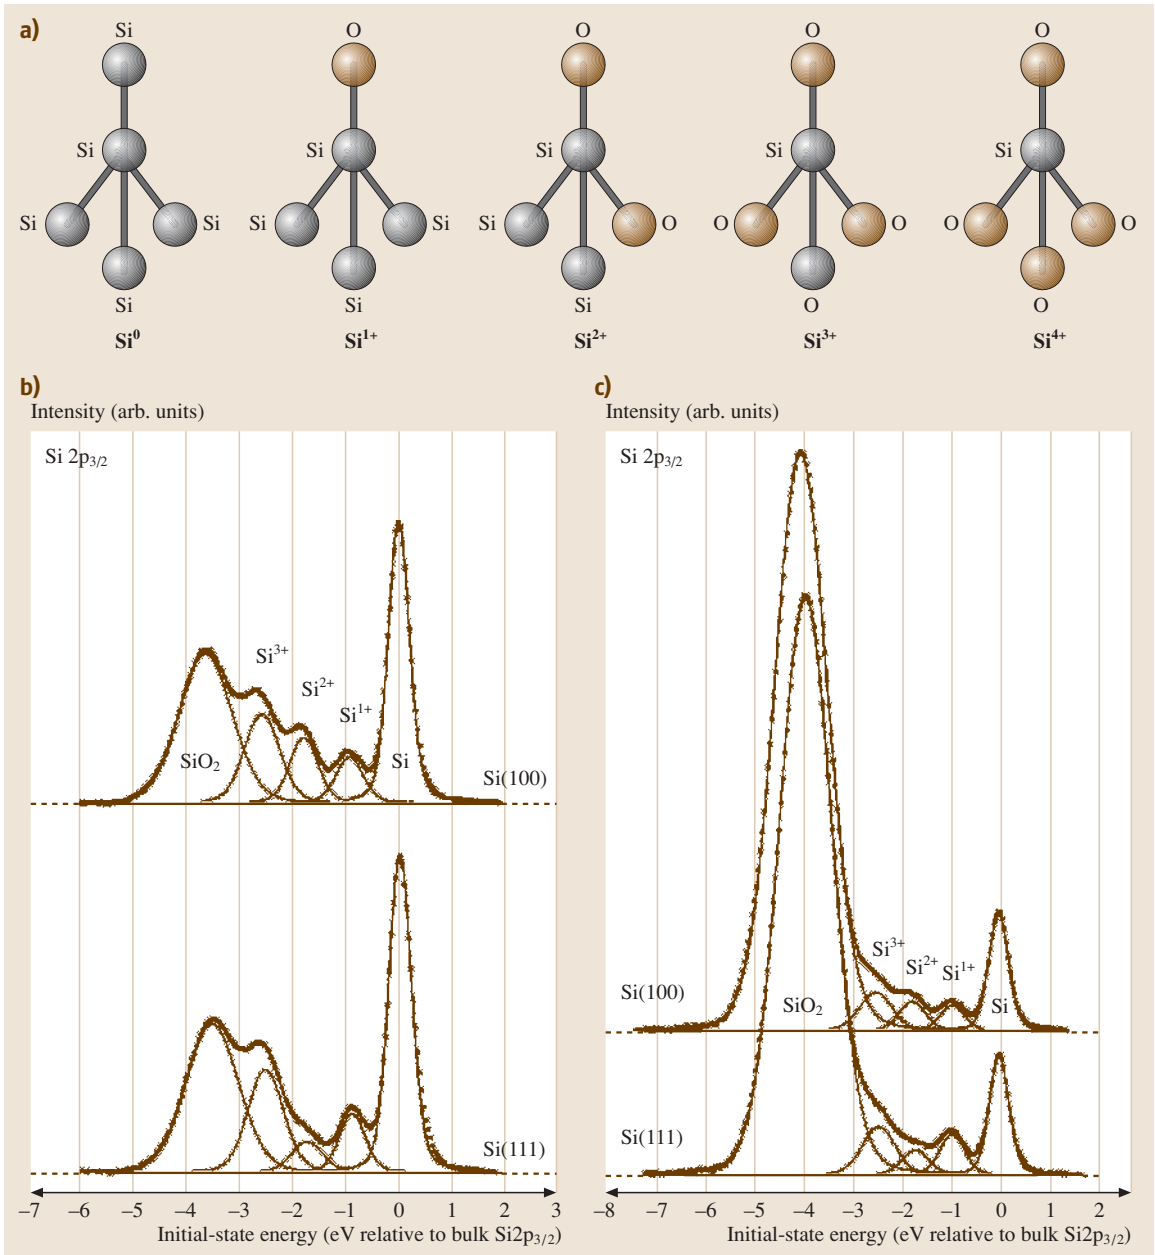 a)
Si O O O O
Si Si Si Si Si
Si Si Si Si Si O O O O O
Si Si Si O O
Si⁰ Si¹⁺ Si²⁺ Si³⁺ Si⁴⁺
b)
Intensity (arb. units)
Si 2p₃/₂
Si³⁺
Si²⁺
Si¹⁺
SiO₂ Si
Si(100)
Si(111)
–7 –6 –5 –4 –3 –2 –1 0 1 2 3
Initial-state energy (eV relative to bulk Si2p₃/₂)
c)
Intensity (arb. units)
Si 2p₃/₂
Si³⁺
Si²⁺
Si¹⁺
Si(100)
SiO₂ Si
Si(111)
–8 –7 –6 –5 –4 –3 –2 –1 0 1 2
Initial-state energy (eV relative to bulk Si2p₃/₂)